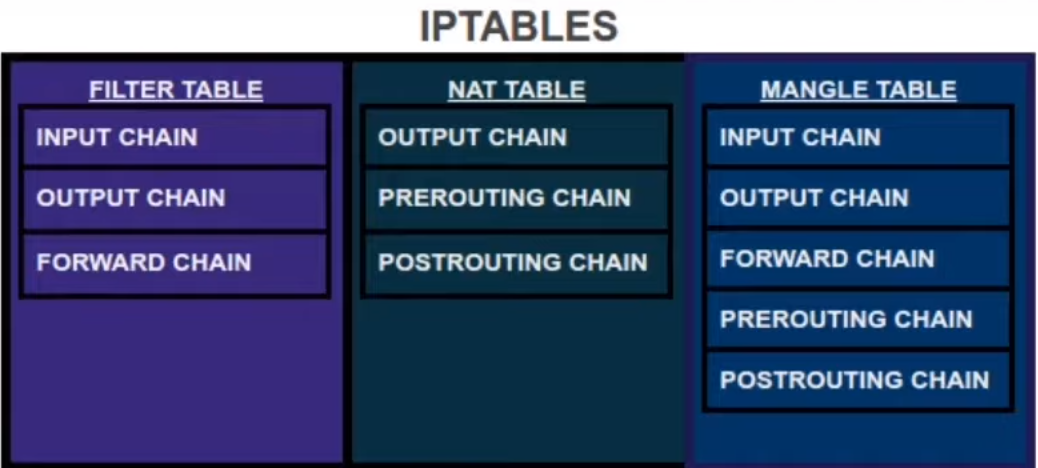 IPTABLES
FILTER TABLE
INPUT CHAIN
OUTPUT CHAIN
FORWARD CHAIN
NAT TABLE
OUTPUT CHAIN
PREROUTING CHAIN
POSTROUTING CHAIN
MANGLE TABLE
INPUT CHAIN
OUTPUT CHAIN
FORWARD CHAIN
PREROUTING CHAIN
POSTROUTING CHAIN